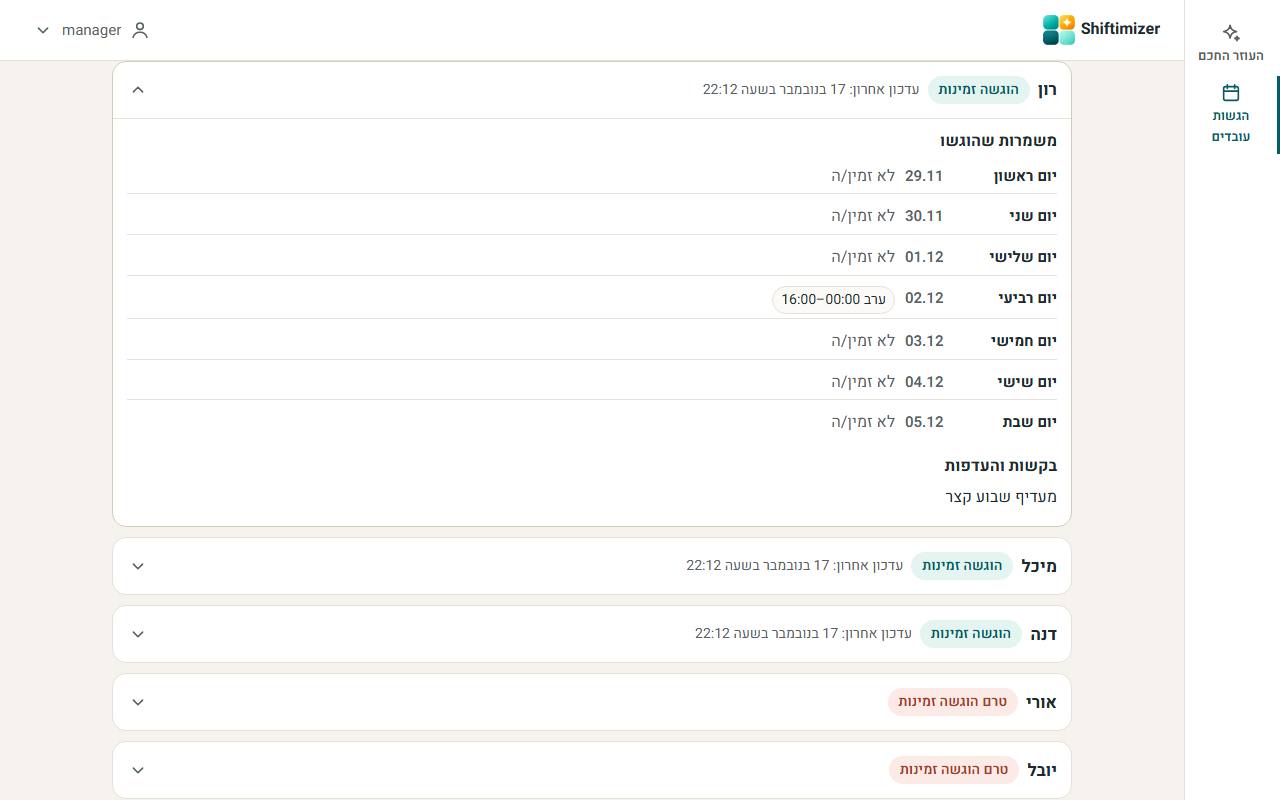 Shiftimizer
manager
העוזר החכם
הגשות
עובדים
רון הוגשה זמינות עדכון אחרון: 17 בנובמבר בשעה 22:12
משמרות שהוגשו
יום ראשון 29.11 לא זמין/ה
יום שני 30.11 לא זמין/ה
יום שלישי 01.12 לא זמין/ה
יום רביעי 02.12 ערב 16:00–00:00
יום חמישי 03.12 לא זמין/ה
יום שישי 04.12 לא זמין/ה
יום שבת 05.12 לא זמין/ה
בקשות והעדפות
מעדיף שבוע קצר
מיכל הוגשה זמינות עדכון אחרון: 17 בנובמבר בשעה 22:12
דנה הוגשה זמינות עדכון אחרון: 17 בנובמבר בשעה 22:12
אורי טרם הוגשה זמינות
יובל טרם הוגשה זמינות